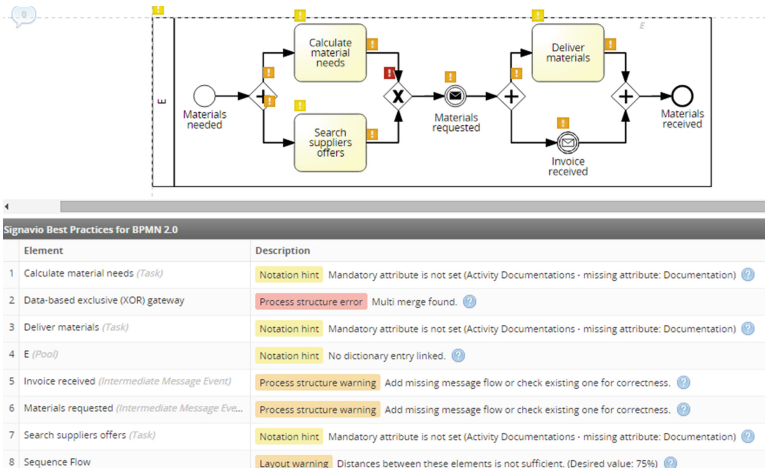 0
E
E
Calculate
material
needs
Deliver
materials
Materials
needed
Search
suppliers
offers
Materials
requested
Invoice
received
Materials
received
Signavio Best Practices for BPMN 2.0
Element Description
1 Calculate material needs (Task) Notation hint Mandatory attribute is not set (Activity Documentations - missing attribute: Documentation) ?
2 Data-based exclusive (XOR) gateway Process structure error Multi merge found. ?
3 Deliver materials (Task) Notation hint Mandatory attribute is not set (Activity Documentations - missing attribute: Documentation) ?
4 E (Pool) Notation hint No dictionary entry linked. ?
5 Invoice received (Intermediate Message Event) Process structure warning Add missing message flow or check existing one for correctness. ?
6 Materials requested (Intermediate Message Eve... Process structure warning Add missing message flow or check existing one for correctness. ?
7 Search suppliers offers (Task) Notation hint Mandatory attribute is not set (Activity Documentations - missing attribute: Documentation) ?
8 Sequence Flow Layout warning Distances between these elements is not sufficient. (Desired value: 75%) ?